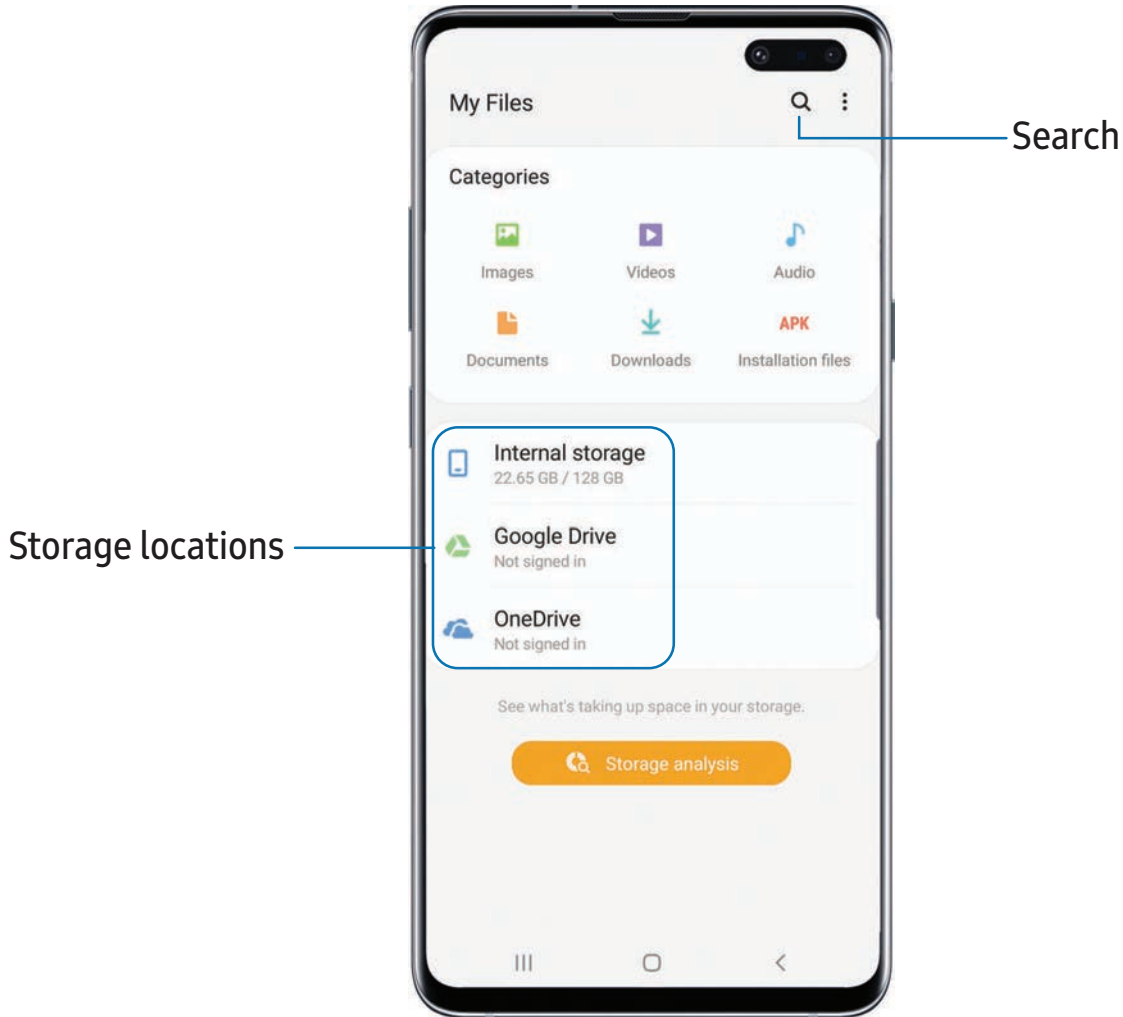 My Files
Search
Categories
Images Videos Audio
APK
Documents Downloads Installation files
Internal storage
22.65 GB / 128 GB
Storage locations
Google Drive
Not signed in
OneDrive
Not signed in
See what's taking up space in your storage.
Storage analysis